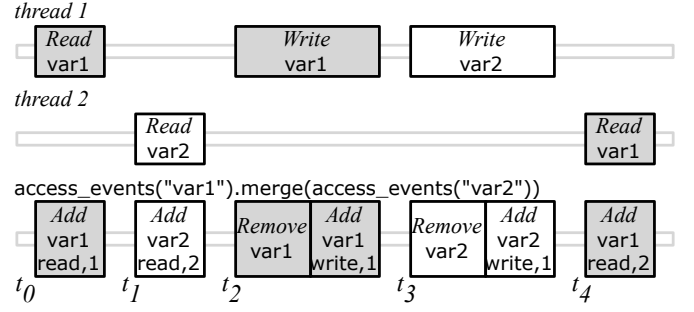 thread 1
Read Write Write
var1 var1 var2
thread 2
Read Read
var2 var1
access_events("var1").merge(access_events("var2"))
Add Add Remove Add Remove Add Add
var1 var2 var1 var1 var2 var2 var1
read,1 read,2 write,1 write,1 read,2
t0 t1 t2 t3 t4